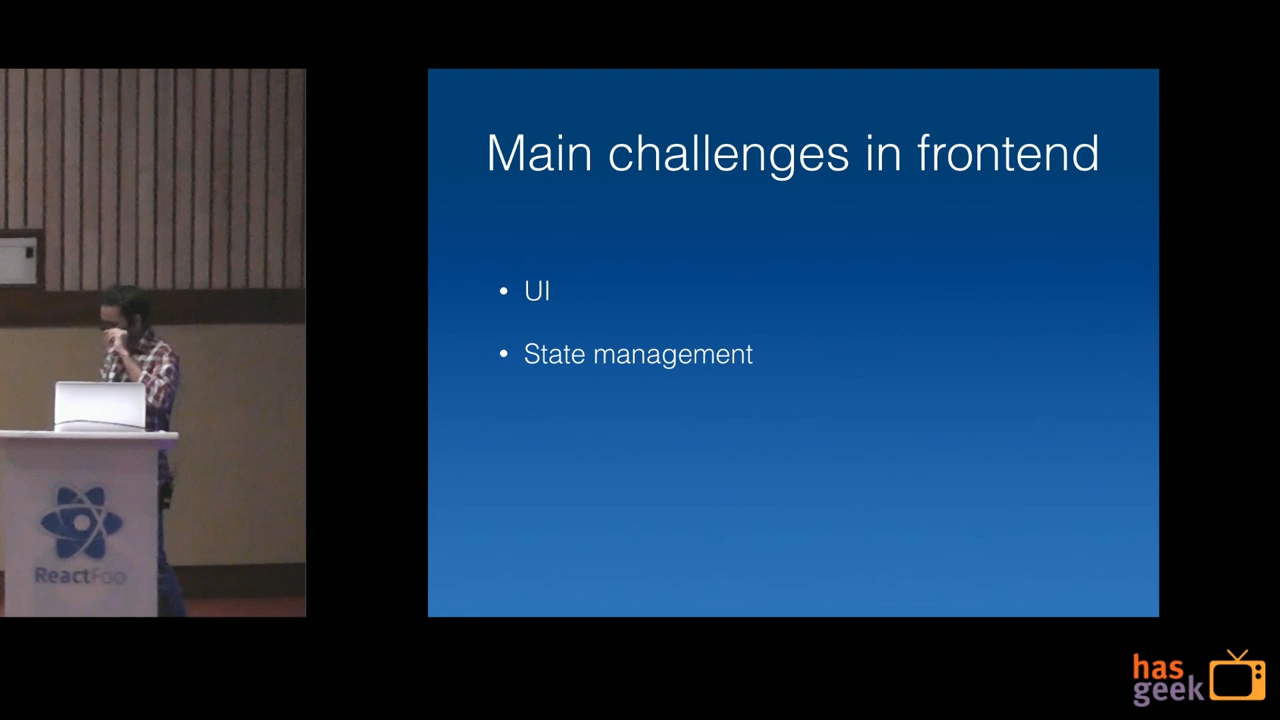 Main challenges in frontend
• UI
• State management
ReactFoo
has
geek